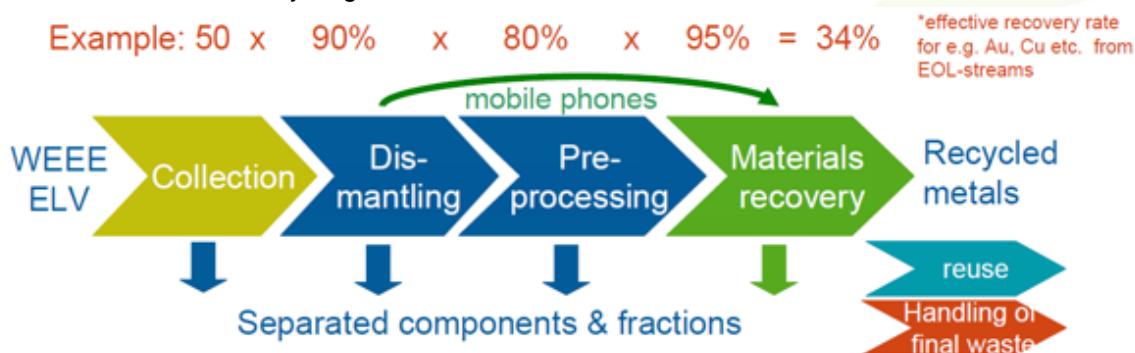 Example: 50 x 90% x 80% x 95% = 34%
*effective recovery rate
for e.g. Au, Cu etc. from
EOL-streams
mobile phones
WEEE
ELV
Collection
Dis-
mantling
Pre-
processing
Materials
recovery
Recycled
metals
reuse
Handling of
final waste
Separated components & fractions